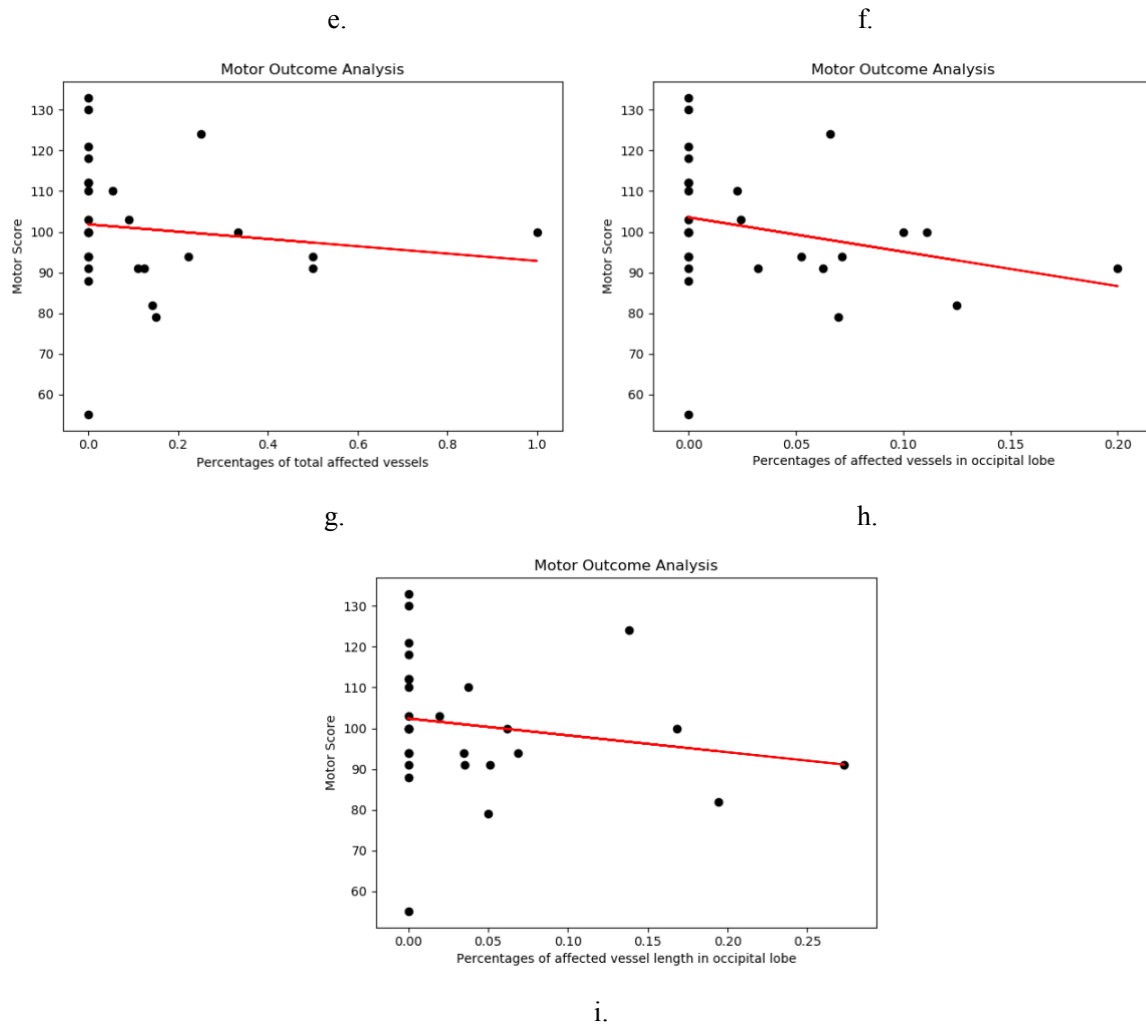 e. f.
Motor Outcome Analysis Motor Outcome Analysis
130 130
120 120
110 110
100 100
90 90
80 80
70 70
60 60
Motor Score Motor Score
0.0 0.2 0.4 0.6 0.8 1.0 0.00 0.05 0.10 0.15 0.20
Percentages of total affected vessels Percentages of affected vessels in occipital lobe
g. h.
Motor Outcome Analysis
130
120
110
100
90
80
70
60
Motor Score
0.00 0.05 0.10 0.15 0.20 0.25
Percentages of affected vessel length in occipital lobe
i.